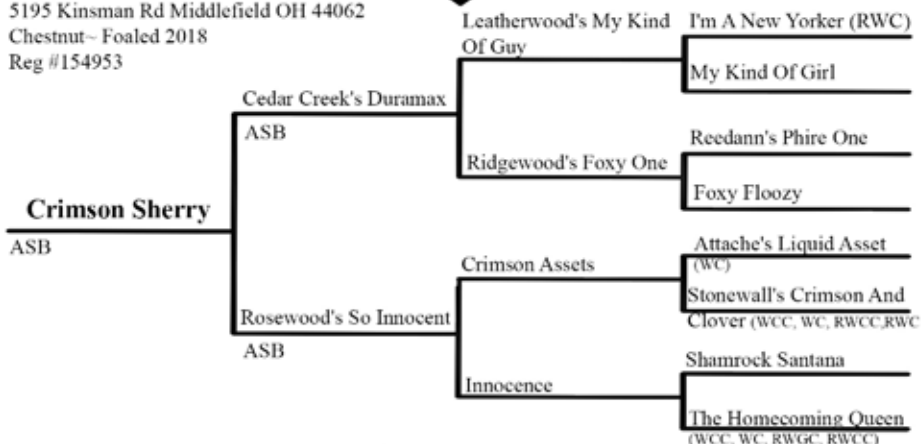 5195 Kinsman Rd Middlefield OH 44062
Chestnut~ Foaled 2018
Reg #154953
Leatherwood's My Kind
Of Guy
I'm A New Yorker (RWC)
My Kind Of Girl
Cedar Creek's Duramax
ASB
Reedann's Phire One
Ridgewood's Foxy One
Foxy Floozy
Crimson Sherry
ASB
Attache's Liquid Asset
(WC)
Crimson Assets
Stonewall's Crimson And
Clover (WCC, WC, RWCC,RWC
Rosewood's So Innocent
ASB
Shamrock Santana
Innocence
The Homecoming Queen
(WCC, WC, RWGC, RWCC)